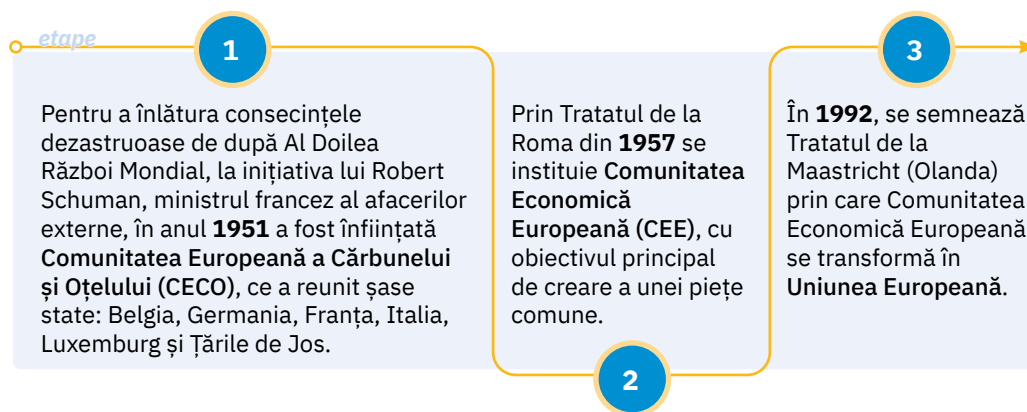 etape
1
Pentru a înlătura consecințele
dezastruoase de după Al Doilea
Război Mondial, la inițiativa lui Robert
Schuman, ministrul francez al afacerilor
externe, în anul 1951 a fost înființată
Comunitatea Europeană a Cărbunelui
și Oțelului (CECO), ce a reunit șase
state: Belgia, Germania, Franța, Italia,
Luxemburg și Țările de Jos.
Prin Tratatul de la
Roma din 1957 se
instituie Comunitatea
Economică
Europeană (CEE), cu
obiectivul principal
de creare a unei piețe
comune.
2
3
În 1992, se semnează
Tratatul de la
Maastricht (Olanda)
prin care Comunitatea
Economică Europeană
se transformă în
Uniunea Europeană.